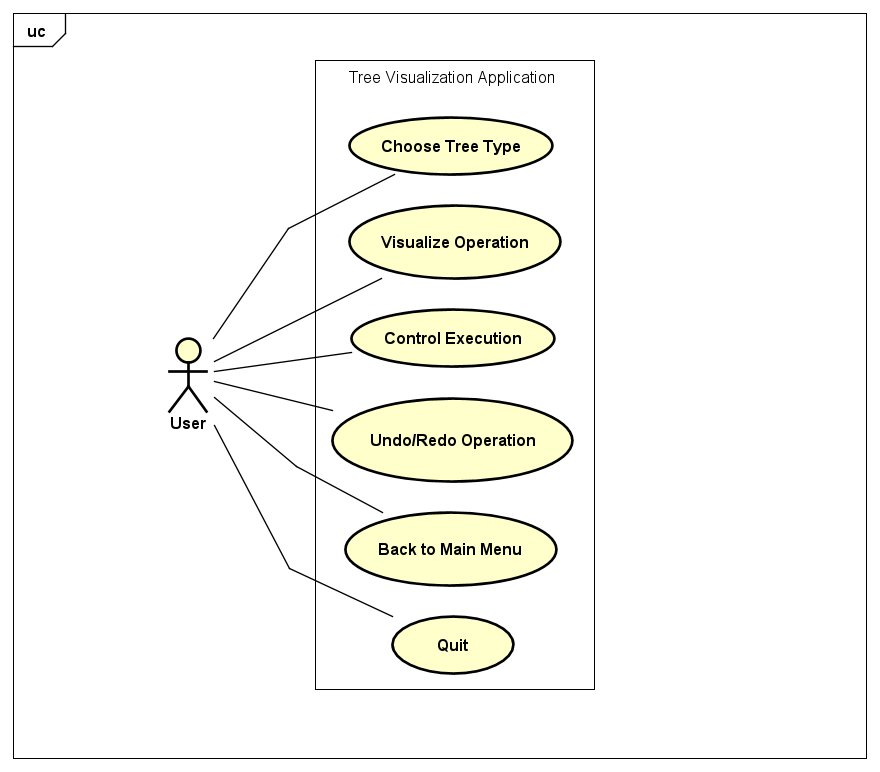 uc
Tree Visualization Application
Choose Tree Type
Visualize Operation
Control Execution
User
Undo/Redo Operation
Back to Main Menu
Quit